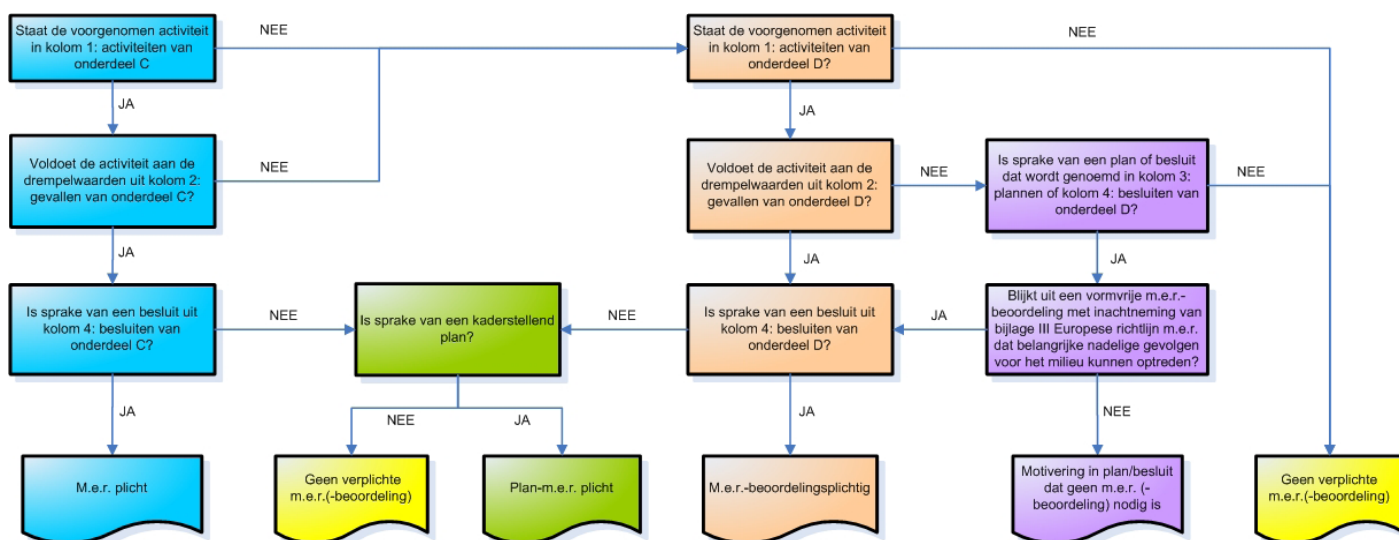 Staat de voorgenomen activiteit
in kolom 1: activiteiten van
onderdeel C
NEE
Staat de voorgenomen activiteit
in kolom 1: activiteiten van
onderdeel D?
NEE
JA
JA
Voldoet de activiteit aan de
drempelwaarden uit kolom 2:
gevallen van onderdeel C?
NEE
Voldoet de activiteit aan de
drempelwaarden uit kolom 2:
gevallen van onderdeel D?
NEE
Is sprake van een plan of besluit
dat wordt genoemd in kolom 3:
plannen of kolom 4: besluiten van
onderdeel D?
NEE
JA
JA
JA
Is sprake van een besluit uit
kolom 4: besluiten van
onderdeel C?
NEE
Is sprake van een kaderstellend
plan?
NEE
Is sprake van een besluit uit
kolom 4: besluiten van
onderdeel D?
JA
Blijkt uit een vormvrije m.e.r.-
beoordeling met inachtneming van
bijlage III Europese richtlijn m.e.r.
dat belangrijke nadelige gevolgen
voor het milieu kunnen optreden?
JA
NEE
JA
JA
NEE
M.e.r. plicht
Geen verplichte
m.e.r.(-beoordeling)
Plan-m.e.r. plicht
M.e.r.-beoordelingsplichtig
Motivering in plan/besluit
dat geen m.e.r. (-
beoordeling) nodig is
Geen verplichte
m.e.r.(-beoordeling)